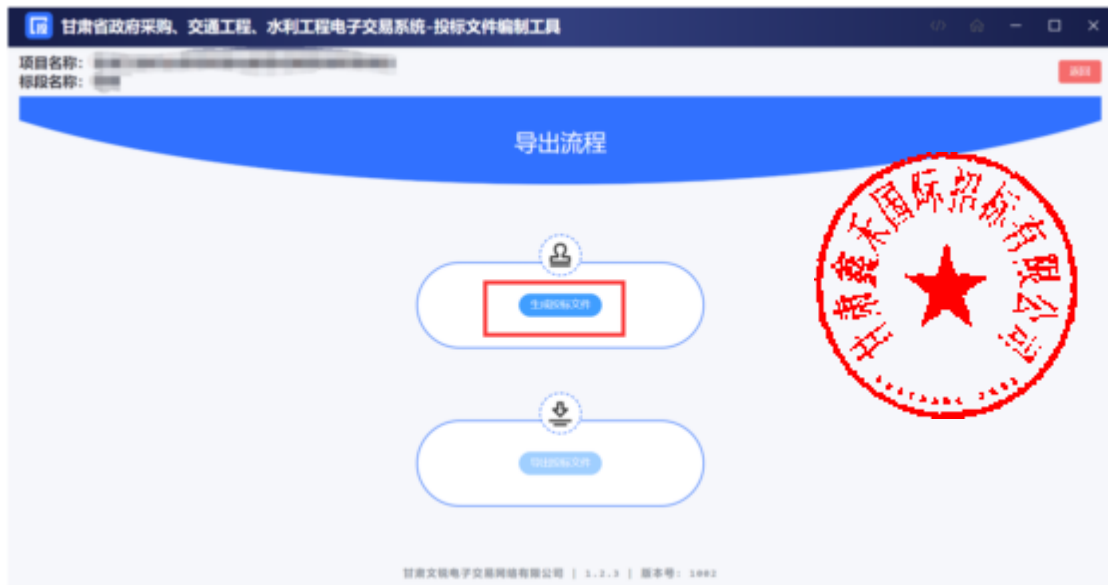 甘肃省政府采购、交通工程、水利工程电子交易系统-投标文件编制工具
项目名称：
标段名称：
返回
导出流程
甘肃鑫禾国际招标有限公司
生成投标文件
导出投标文件
甘肃文锐电子交易网络有限公司 | 1.2.3 | 版本号: 1002